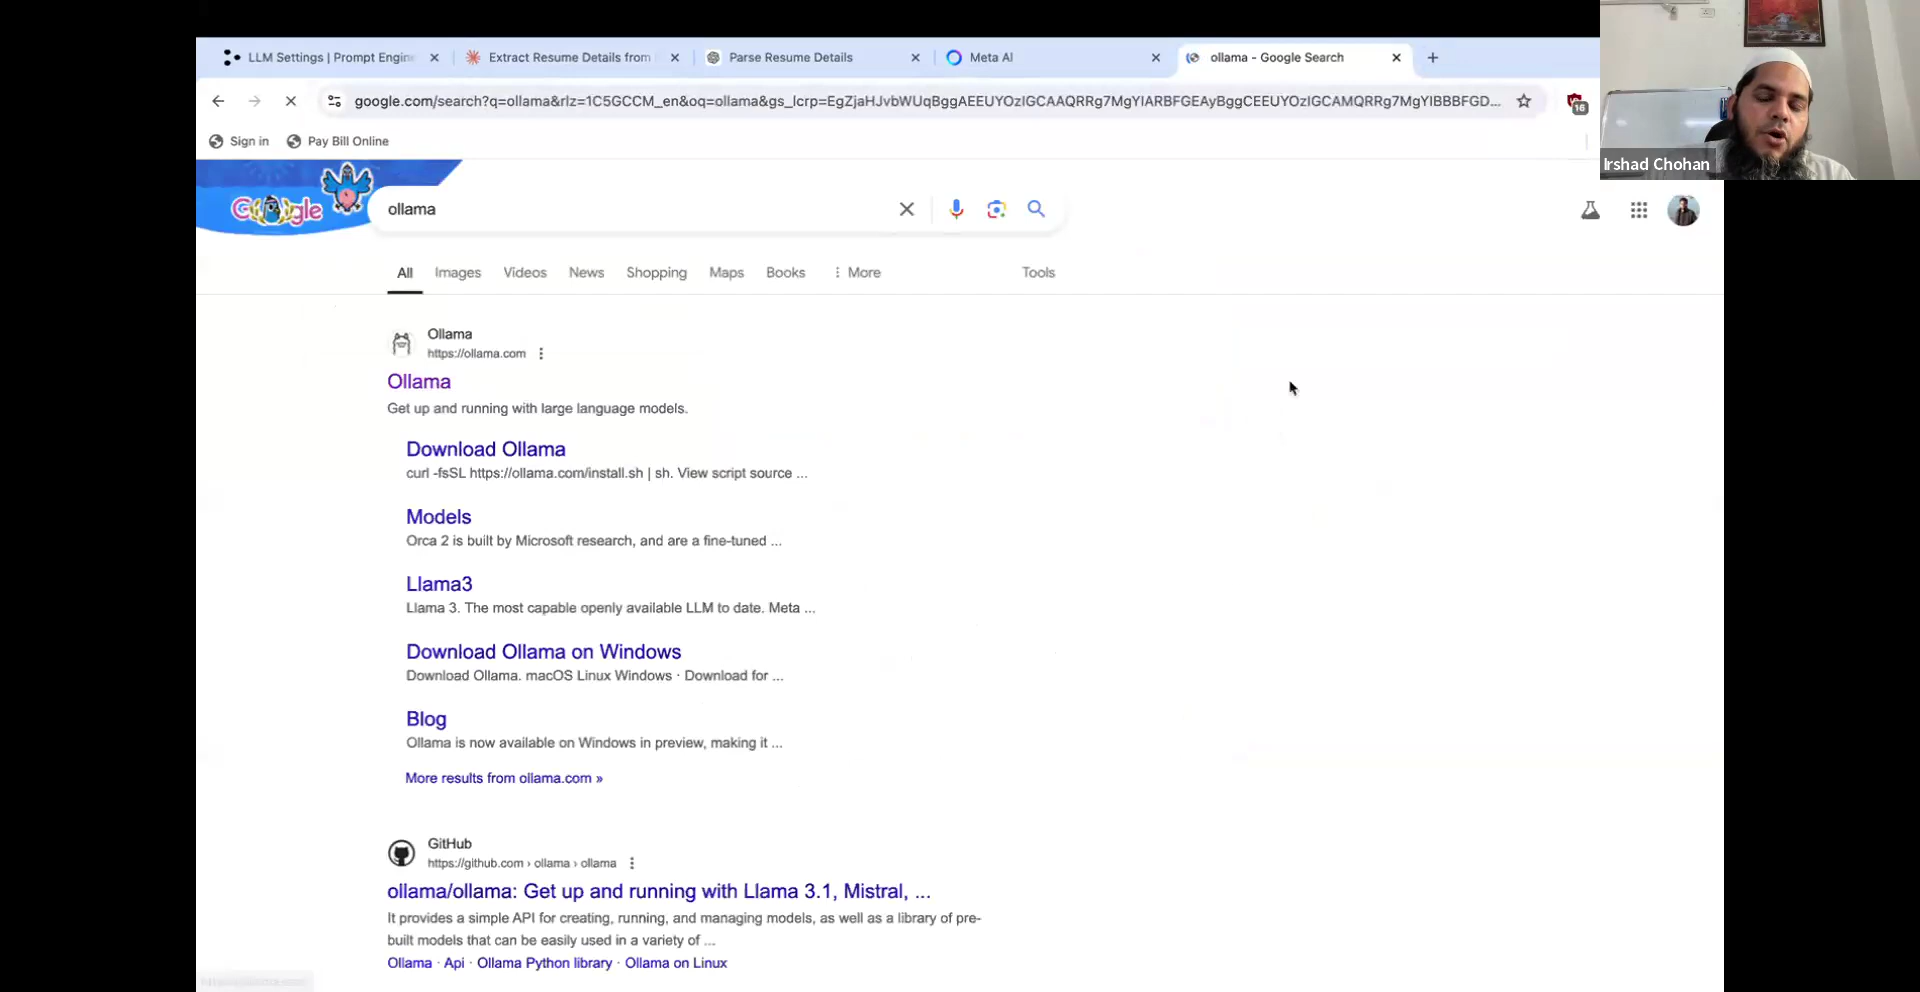 LLM Settings | Prompt Engine
Extract Resume Details from
Parse Resume Details
Meta AI
ollama - Google Search
google.com/search?q=ollama&rlz=1C5GCCM_en&oq=ollama&gs_lcrp=EgZjaHJvbWUqBggAEEUYOzIGCAAQRRg7MgYIARBFGEAyBggCEEUYOzIGCAMQRRg7MgYIBBBFGD...
16
Sign in
Pay Bill Online
Irshad Chohan
Google
ollama
All
Images
Videos
News
Shopping
Maps
Books
More
Tools
Ollama
https://ollama.com
Ollama
Get up and running with large language models.
Download Ollama
curl -fsSL https://ollama.com/install.sh | sh. View script source ...
Models
Orca 2 is built by Microsoft research, and are a fine-tuned ...
Llama3
Llama 3. The most capable openly available LLM to date. Meta ...
Download Ollama on Windows
Download Ollama. macOS Linux Windows · Download for ...
Blog
Ollama is now available on Windows in preview, making it ...
More results from ollama.com »
GitHub
https://github.com › ollama › ollama
ollama/ollama: Get up and running with Llama 3.1, Mistral, ...
It provides a simple API for creating, running, and managing models, as well as a library of pre-
built models that can be easily used in a variety of ...
Ollama · Api · Ollama Python library · Ollama on Linux